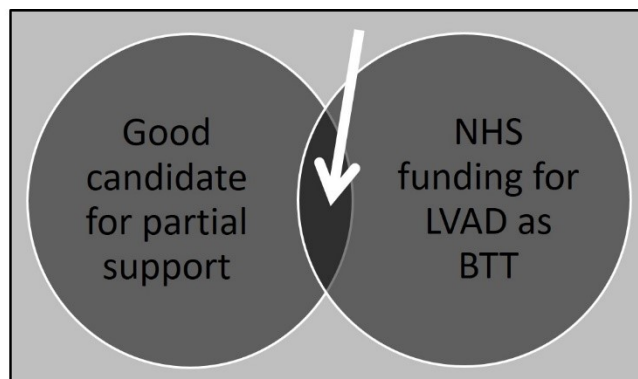 Good
candidate
for partial
support
NHS
funding for
LVAD as
BTT